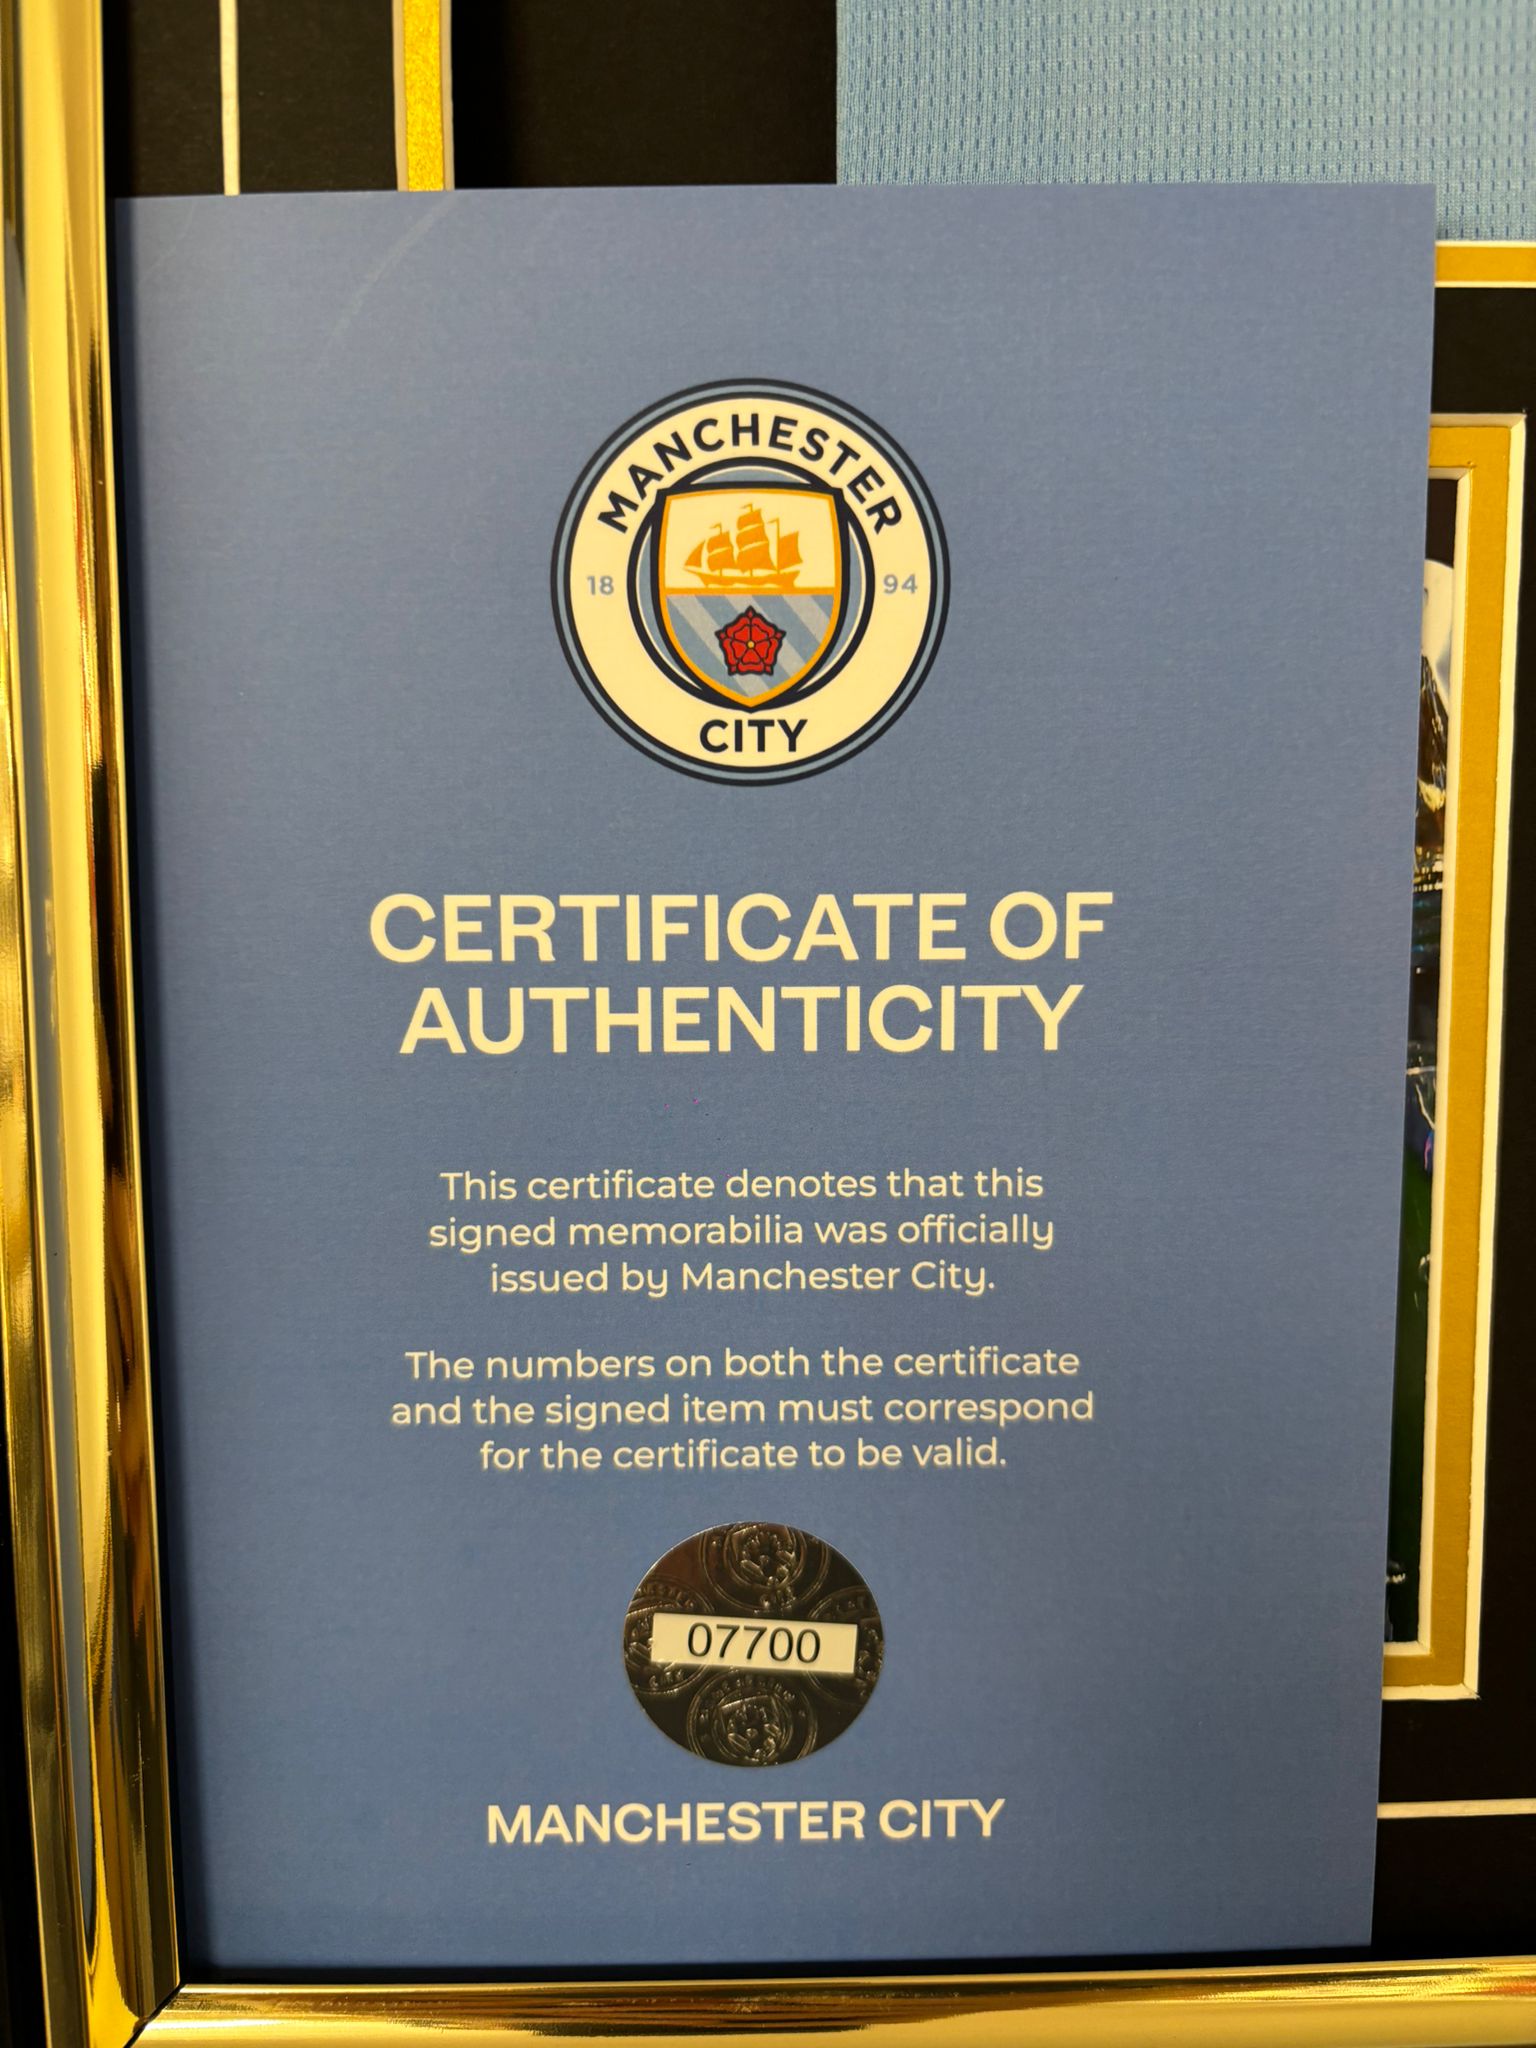 MANCHESTER
18 94
CITY
CERTIFICATE OF
AUTHENTICITY
This certificate denotes that this
signed memorabilia was officially
issued by Manchester City.
The numbers on both the certificate
and the signed item must correspond
for the certificate to be valid.
07700
MANCHESTER CITY